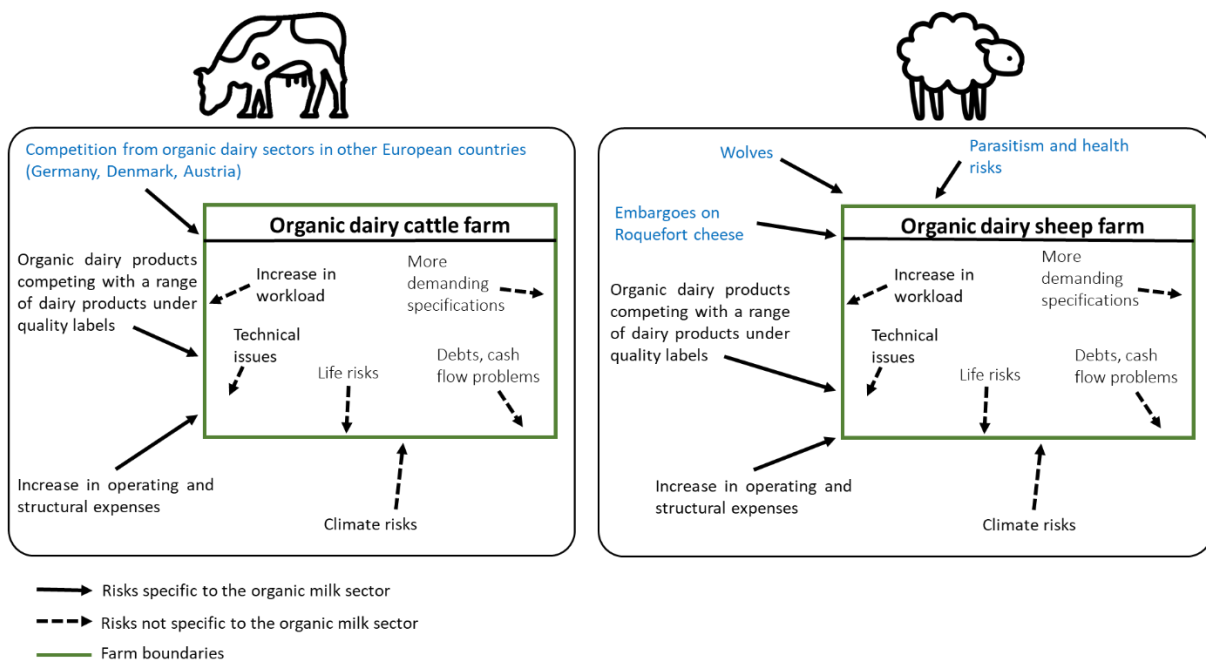 Competition from organic dairy sectors in other European countries
(Germany, Denmark, Austria)
Organic dairy cattle farm
Organic dairy products
competing with a range
of dairy products under
quality labels
Increase in
workload
More
demanding
specifications
Technical
issues
Life risks
Debts, cash
flow problems
Increase in operating and
structural expenses
Climate risks
Wolves
Parasitism and health
risks
Embargoes on
Roquefort cheese
Organic dairy sheep farm
Organic dairy products
competing with a range
of dairy products under
quality labels
Increase in
workload
More
demanding
specifications
Technical
issues
Life risks
Debts, cash
flow problems
Increase in operating and
structural expenses
Climate risks
Risks specific to the organic milk sector
Risks not specific to the organic milk sector
Farm boundaries